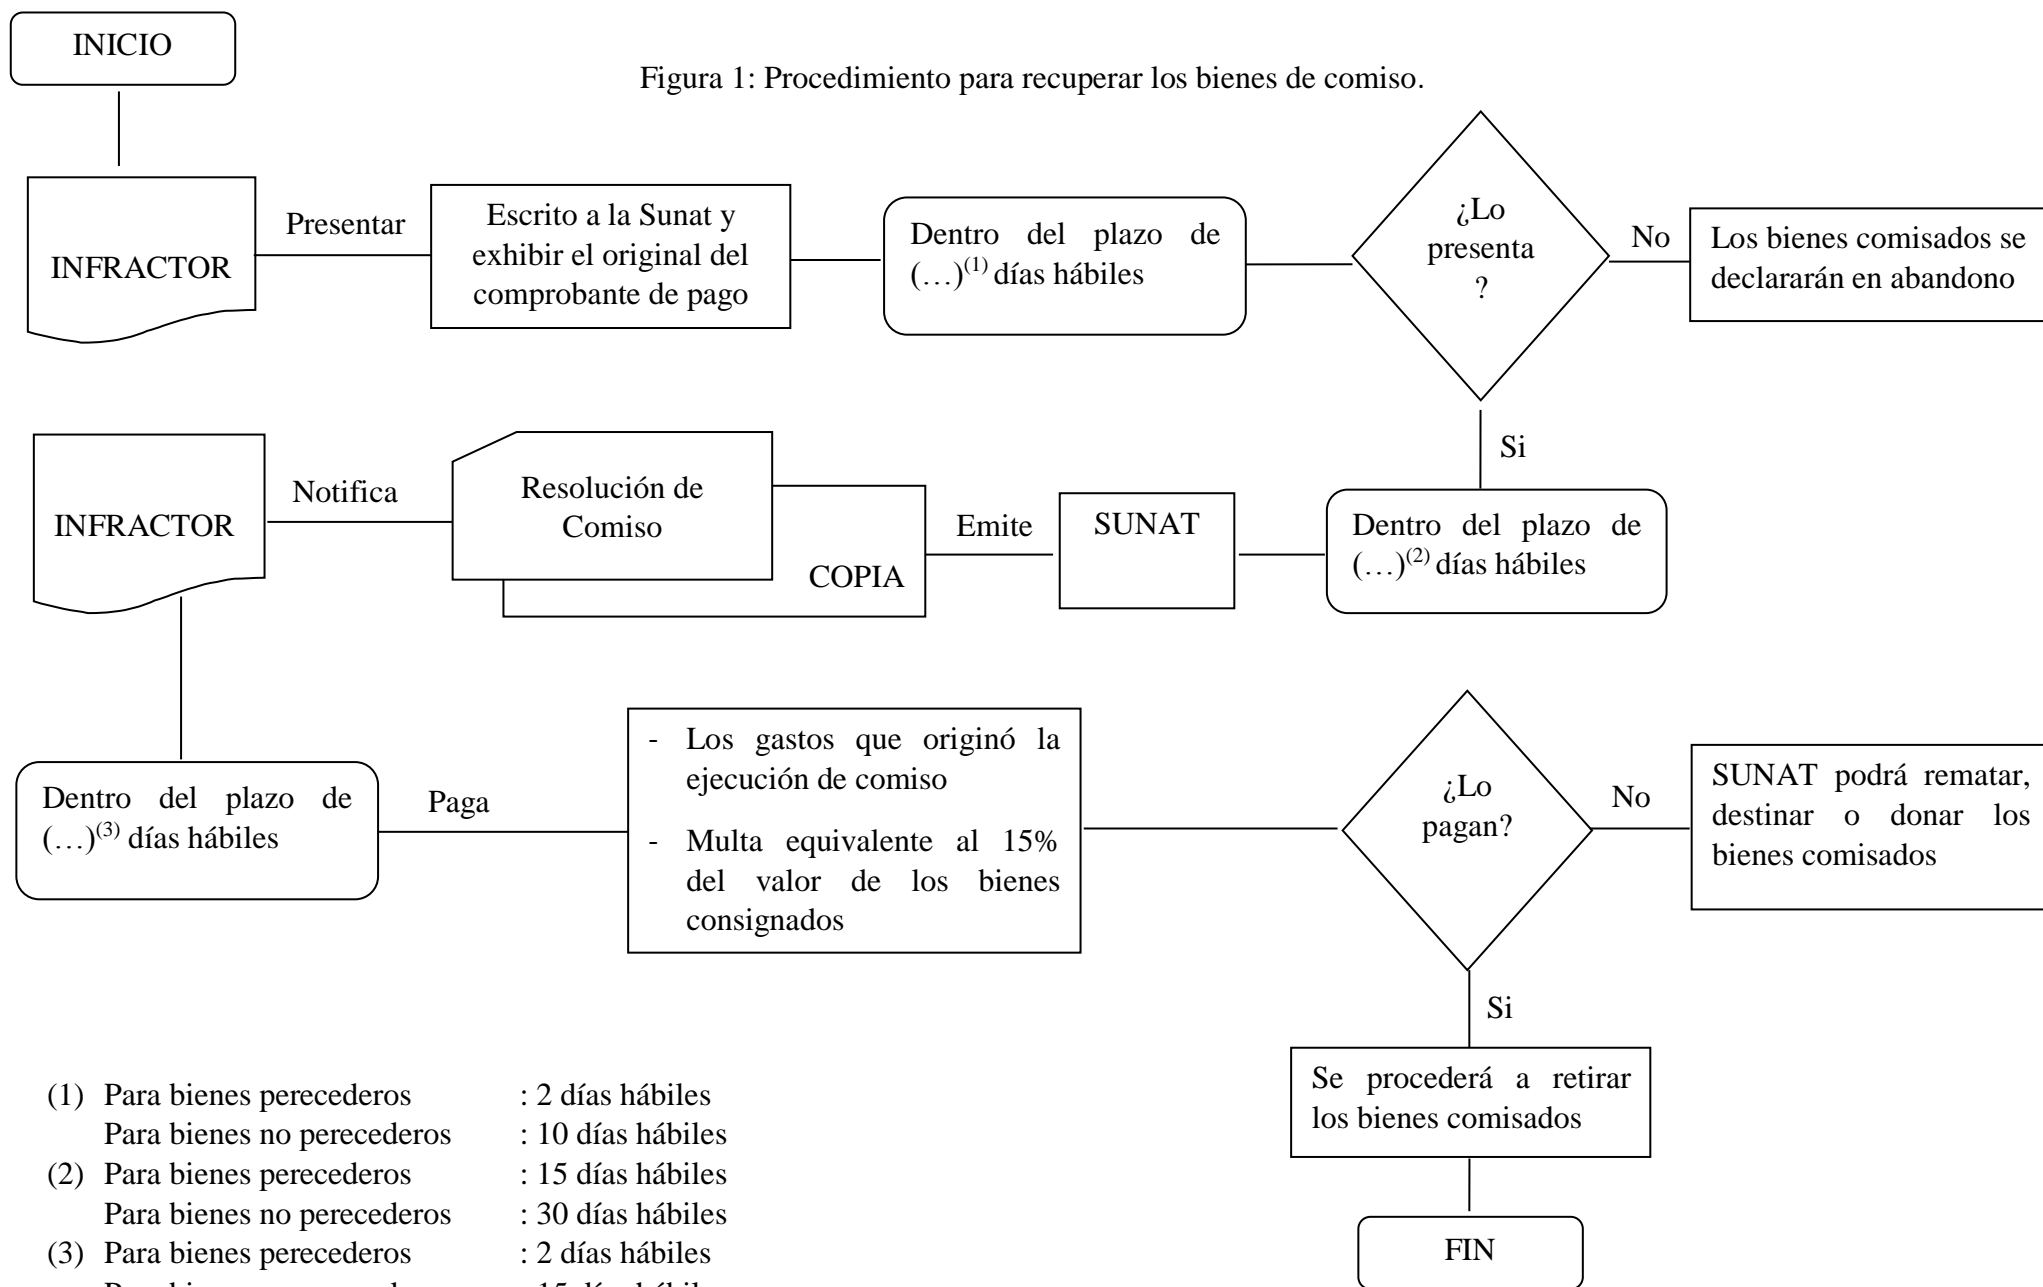 INICIO
Figura 1: Procedimiento para recuperar los bienes de comiso.
INFRACTOR
Presentar
Escrito a la Sunat y
exhibir el original del
comprobante de pago
Dentro del plazo de
(…)(1) días hábiles
¿Lo
presenta
?
No
Los bienes comisados se
declararán en abandono
Si
INFRACTOR
Notifica
Resolución de
Comiso
COPIA
Emite
SUNAT
Dentro del plazo de
(…)(2) días hábiles
Dentro del plazo de
(…)(3) días hábiles
Paga
- Los gastos que originó la
ejecución de comiso
- Multa equivalente al 15%
del valor de los bienes
consignados
¿Lo
pagan?
No
SUNAT podrá rematar,
destinar o donar los
bienes comisados
Si
Se procederá a retirar
los bienes comisados
FIN
(1) Para bienes perecederos : 2 días hábiles
Para bienes no perecederos : 10 días hábiles
(2) Para bienes perecederos : 15 días hábiles
Para bienes no perecederos : 30 días hábiles
(3) Para bienes perecederos : 2 días hábiles